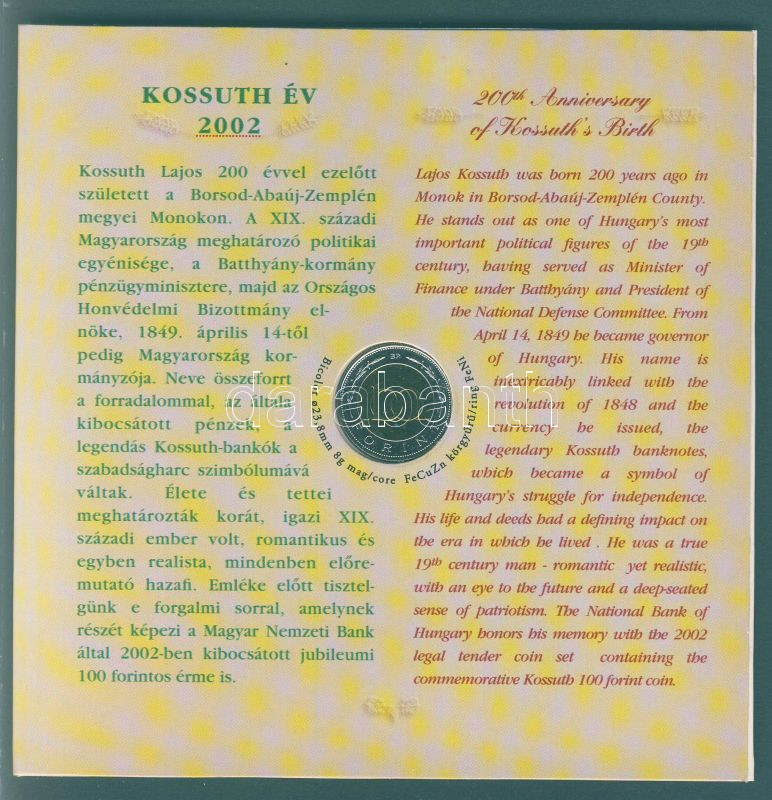 KOSSUTH ÉV
2002
Kossuth Lajos 200 évvel ezelőtt
született a Borsod-Abaúj-Zemplén
megyei Monokon. A XIX. századi
Magyarország meghatározó politikai
egyénisége, a Batthyány-kormány
pénzügyminisztere, majd az Országos
Honvédelmi Bizottmány el-
nöke, 1849. április 14-től
pedig Magyarország kor-
mányzója. Neve összeforrt
a forradalommal, az általa
kibocsátott pénzek, a
legendás Kossuth-bankók a
szabadságharc szimbólumává
váltak. Élete és tettei
meghatározták korát, igazi XIX.
századi ember volt, romantikus és
egyben realista, mindenben előre-
mutató hazafi. Emléke előtt tisztel-
günk e forgalmi sorral, amelynek
részét képezi a Magyar Nemzeti Bank
által 2002-ben kibocsátott jubileumi
100 forintos érme is.
200th Anniversary
of Kossuth's Birth
Lajos Kossuth was born 200 years ago in
Monok in Borsod-Abaúj-Zemplén County.
He stands out as one of Hungary's most
important political figures of the 19th
century, having served as Minister of
Finance under Batthyány and President of
the National Defense Committee. From
April 14, 1849 he became governor
of Hungary. His name is
inextricably linked with the
revolution of 1848 and the
currency he issued, the
legendary Kossuth banknotes,
which became a symbol of
Hungary's struggle for independence.
His life and deeds had a defining impact on
the era in which he lived . He was a true
19th century man - romantic yet realistic,
with an eye to the future and a deep-seated
sense of patriotism. The National Bank of
Hungary honors his memory with the 2002
legal tender coin set containing the
commemorative Kossuth 100 forint coin.
BP.
100
FORINT
Bicolor ø23.8mm 8g mag/core FeCuZn körgyűrű/ring FeNi
darabanth